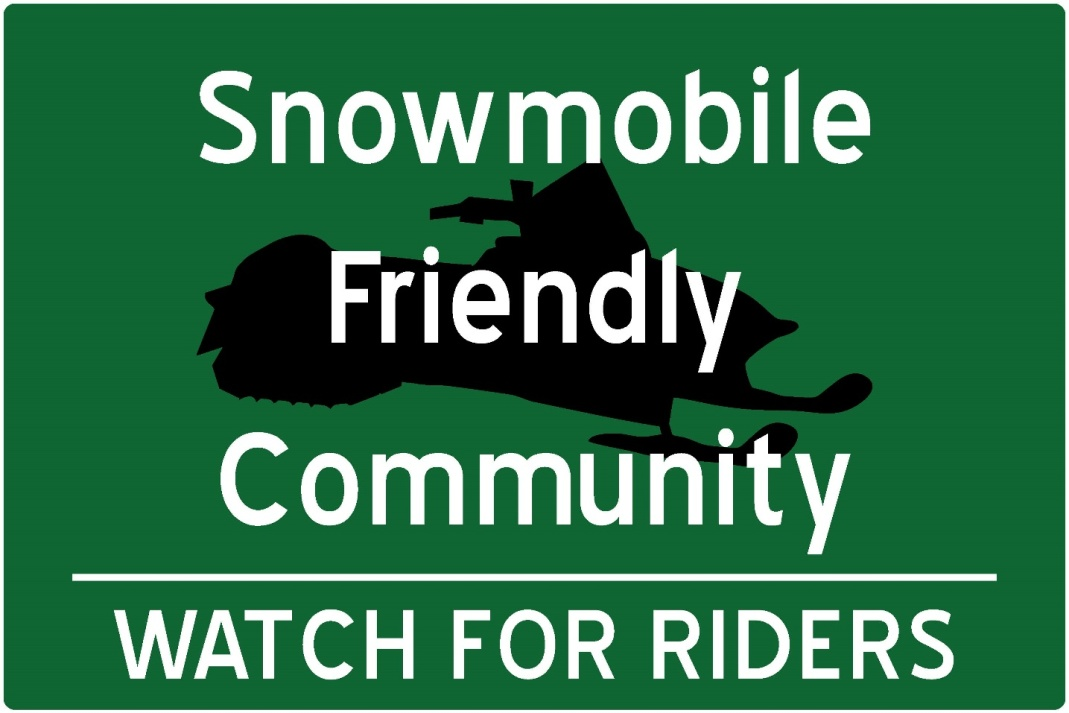 Snowmobile
Friendly
Community
WATCH FOR RIDERS